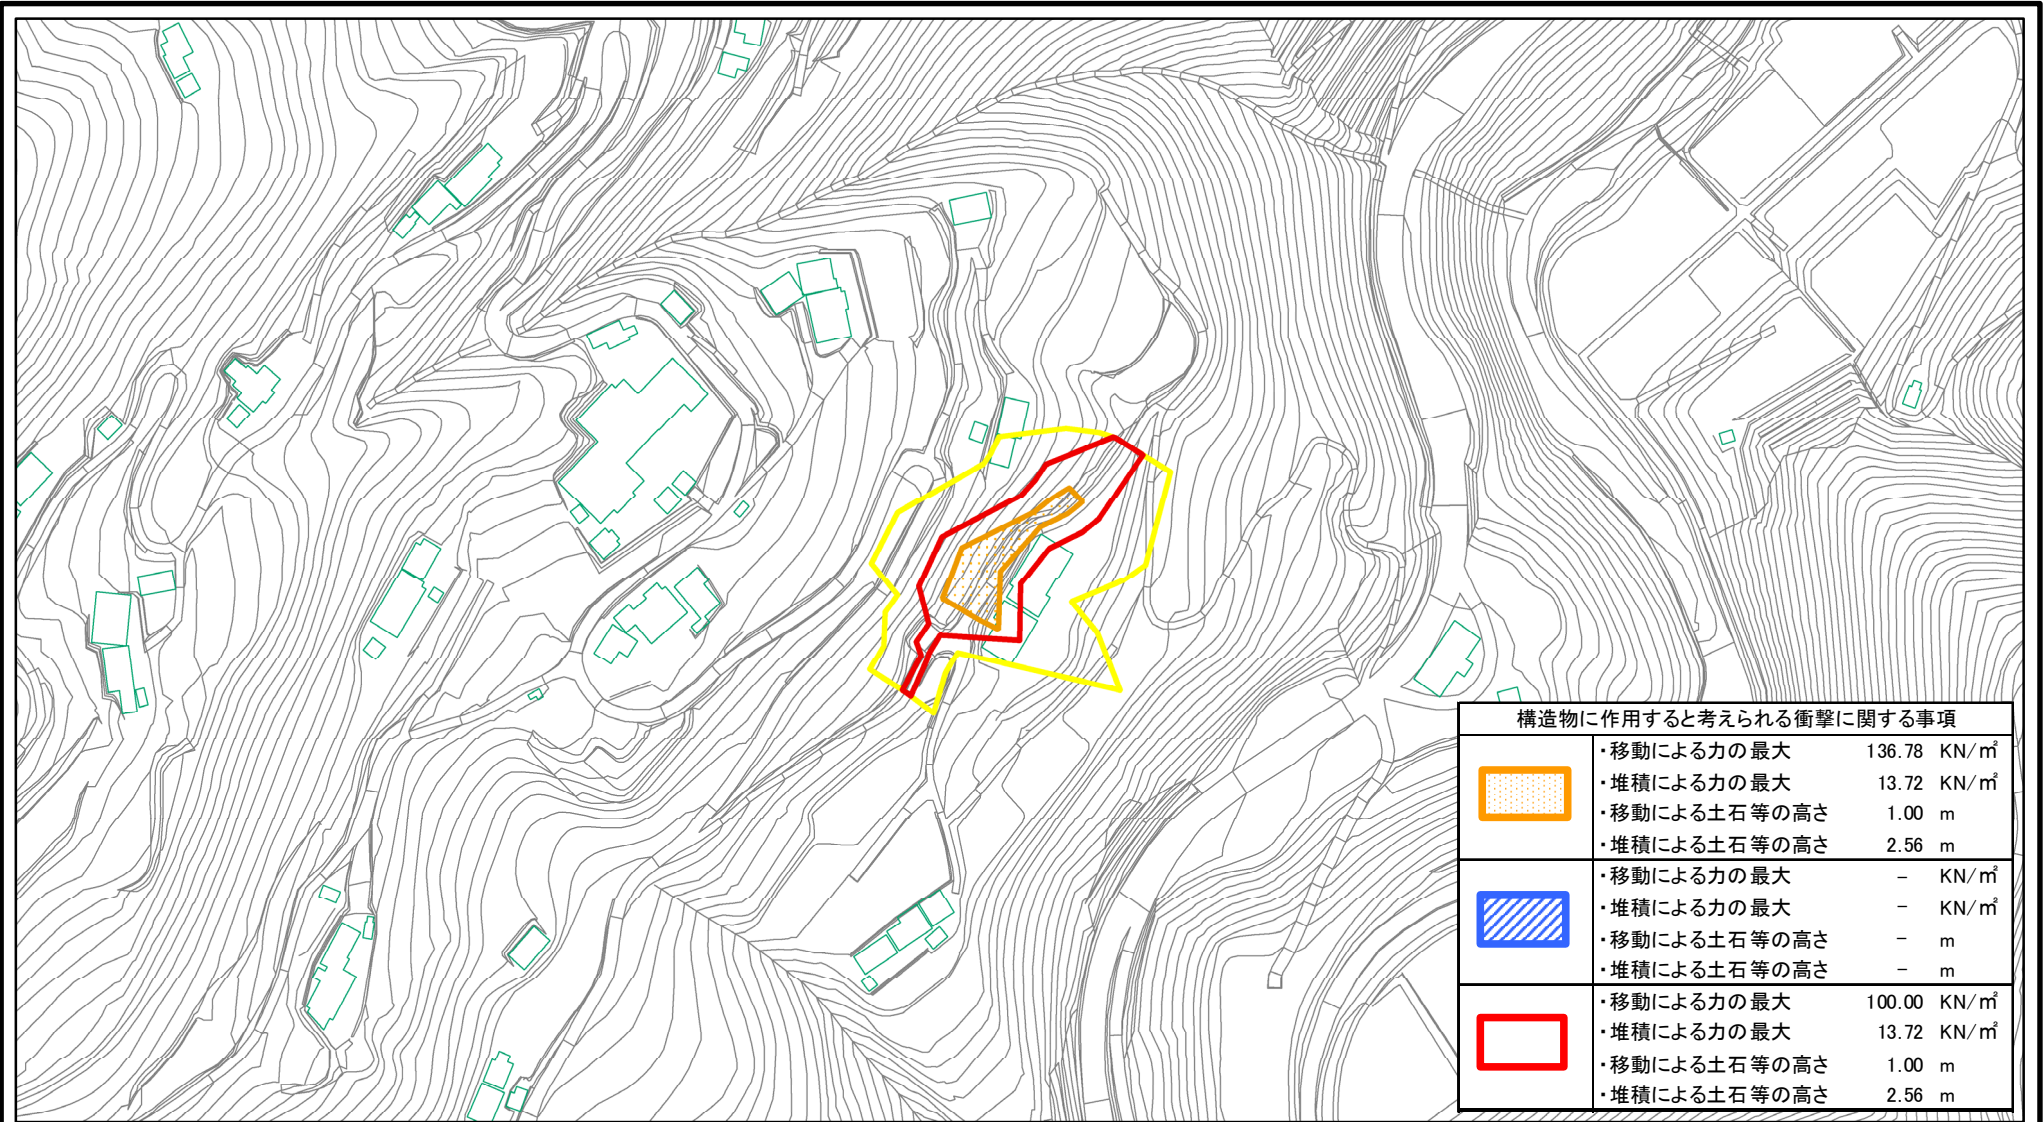 構造物に作用すると考えられる衝撃に関する事項
・移動による力の最大 136.78 KN/㎡
・堆積による力の最大 13.72 KN/㎡
・移動による土石等の高さ 1.00 m
・堆積による土石等の高さ 2.56 m
・移動による力の最大 - KN/㎡
・堆積による力の最大 - KN/㎡
・移動による土石等の高さ - m
・堆積による土石等の高さ - m
・移動による力の最大 100.00 KN/㎡
・堆積による力の最大 13.72 KN/㎡
・移動による土石等の高さ 1.00 m
・堆積による土石等の高さ 2.56 m